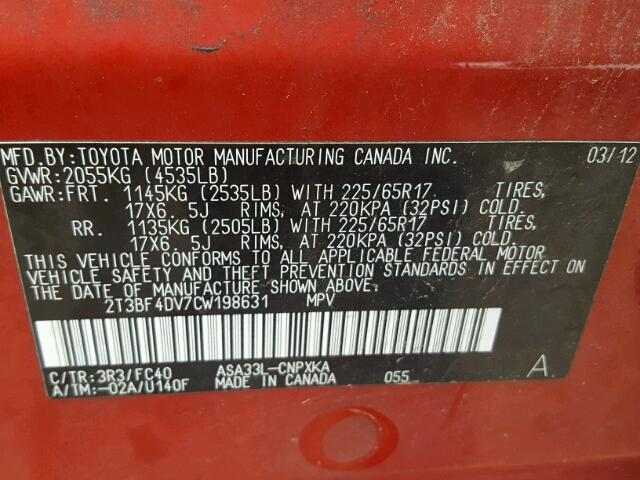 MFD.BY:TOYOTA MOTOR MANUFACTURING CANADA INC. 03/12
GVWR:2055KG (4535LB)
GAWR:FRT. 1145KG (2535LB) WITH 225/65R17. TIRES,
17X6. 5J RIMS, AT 220KPA (32PSI) COLD.
RR. 1135KG (2505LB) WITH 225/65R17 TIRES,
17X6. 5J RIMS, AT 220KPA (32PSI) COLD.
THIS VEHICLE CONFORMS TO ALL APPLICABLE FEDERAL MOTOR
VEHICLE SAFETY AND THEFT PREVENTION STANDARDS IN EFFECT ON
THE DATE OF MANUFACTURE SHOWN ABOVE.
2T3BF4DV7CW198631 MPV
C/TR:3R3/FC40 ASA33L-CNPXKA A
A/TM:-02A/U140F MADE IN CANADA 055